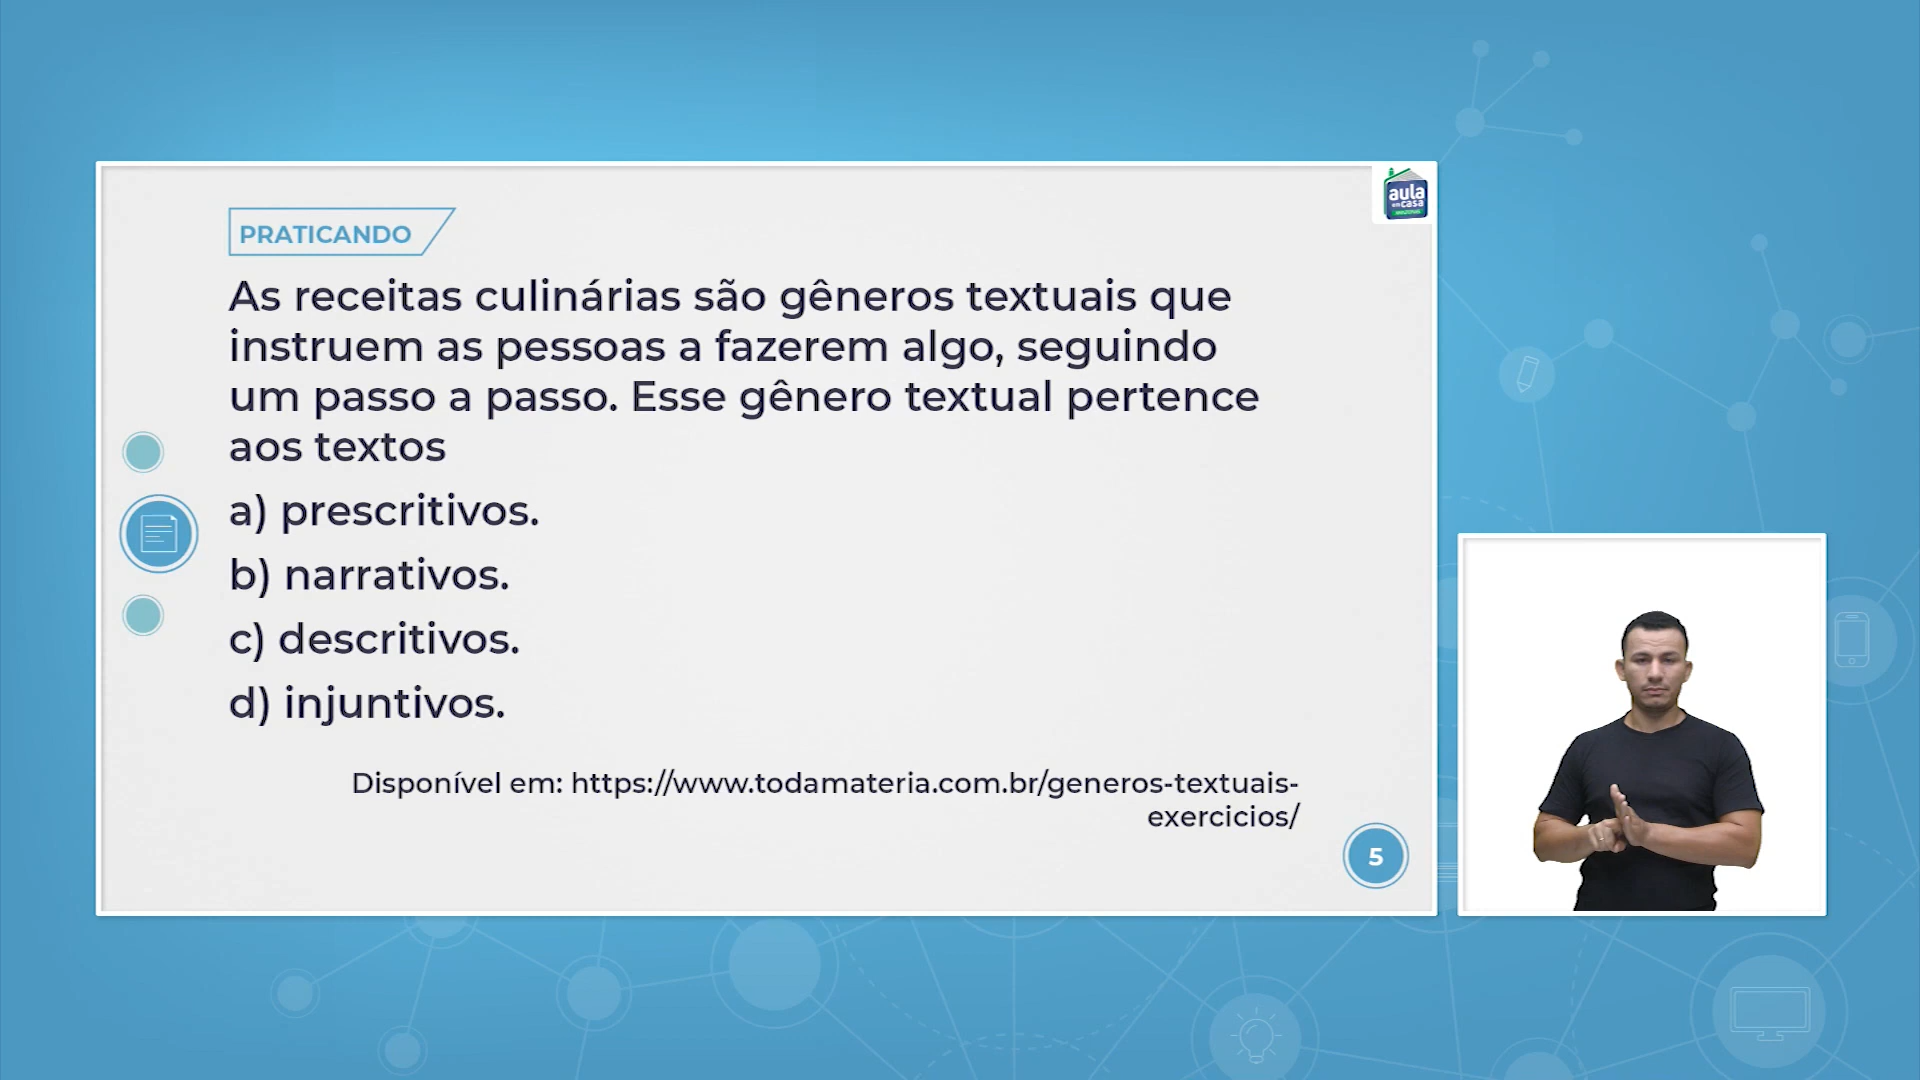 aula
em casa
PRATICANDO
As receitas culinárias são gêneros textuais que
instruem as pessoas a fazerem algo, seguindo
um passo a passo. Esse gênero textual pertence
aos textos
a) prescritivos.
b) narrativos.
c) descritivos.
d) injuntivos.
Disponível em: https://www.todamateria.com.br/generos-textuais-
exercicios/
5